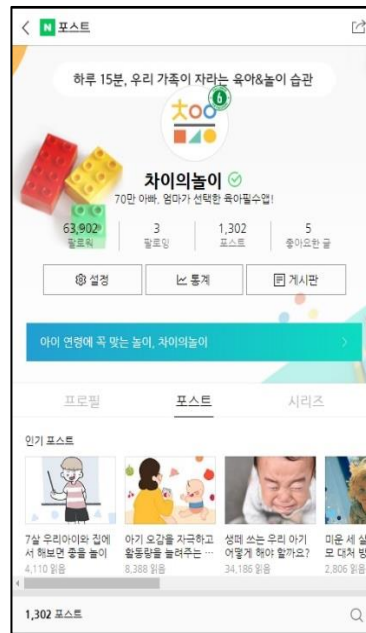 N 포스트
하루 15분, 우리 가족이 자라는 육아&놀이 습관
6
차이의놀이
70만 아빠, 엄마가 선택한 육아필수앱!
63,902 3 1,302 5
팔로워 팔로잉 포스트 좋아요한 글
설정 통계 게시판
아이 연령에 꼭 맞는 놀이, 차이의놀이
프로필 포스트 시리즈
인기 포스트
7살 우리아이와 집에 아기 오감을 자극하고 생떼 쓰는 우리 아기 미운 세 살
서 해보면 좋을 놀이 활동량을 늘려주는 … 어떻게 해야 할까요? 모 대처 방
4,110 읽음 8,388 읽음 34,186 읽음 2,806 읽음
1,302 포스트